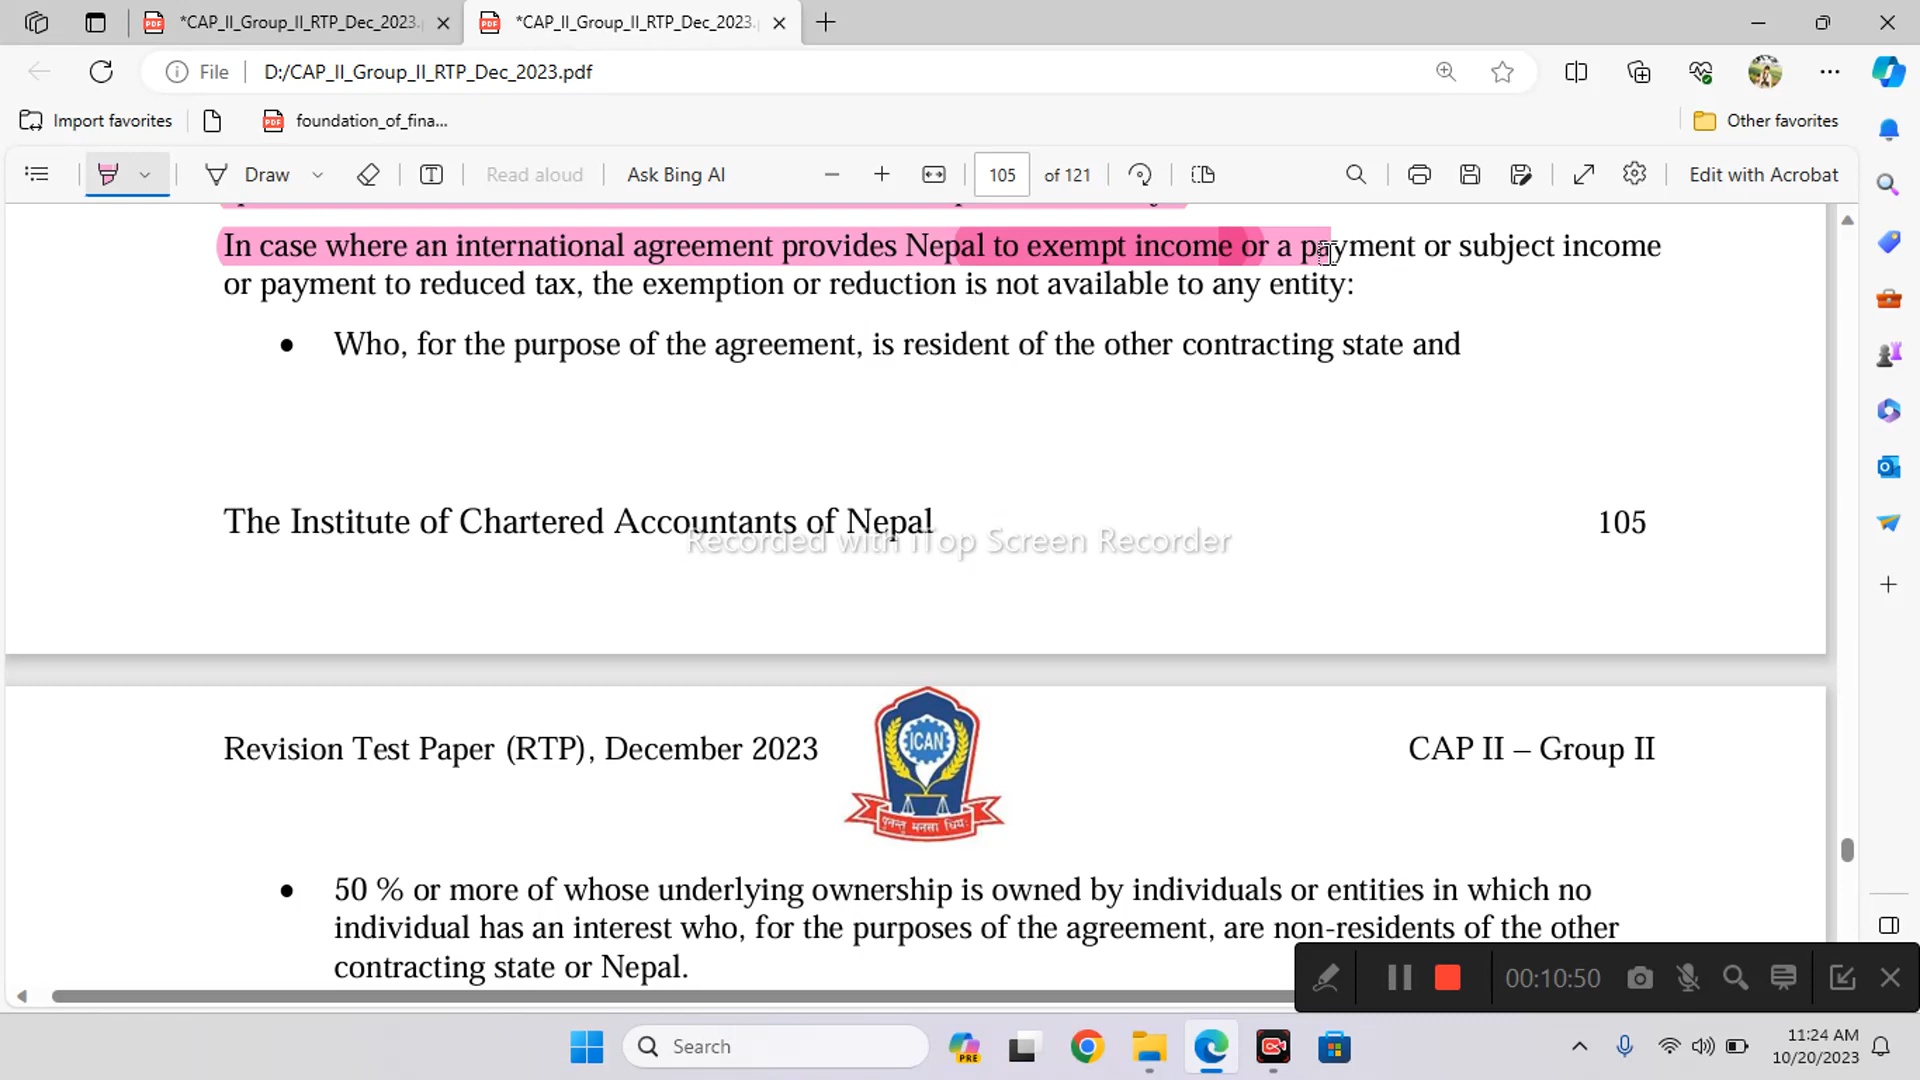 *CAP_II_Group_II_RTP_Dec_2023.
*CAP_II_Group_II_RTP_Dec_2023.
File
D:/CAP_II_Group_II_RTP_Dec_2023.pdf
Import favorites
foundation_of_fina...
Other favorites
Draw
Read aloud
Ask Bing AI
105
of 121
Edit with Acrobat
In case where an international agreement provides Nepal to exempt income or a payment or subject income
or payment to reduced tax, the exemption or reduction is not available to any entity:
• Who, for the purpose of the agreement, is resident of the other contracting state and
The Institute of Chartered Accountants of Nepal
105
Recorded with iTop Screen Recorder
Revision Test Paper (RTP), December 2023
ICAN
पुनन्तु मनसा धियः
CAP II – Group II
• 50 % or more of whose underlying ownership is owned by individuals or entities in which no
individual has an interest who, for the purposes of the agreement, are non-residents of the other
contracting state or Nepal.
00:10:50
Search
PRE
11:24 AM
10/20/2023